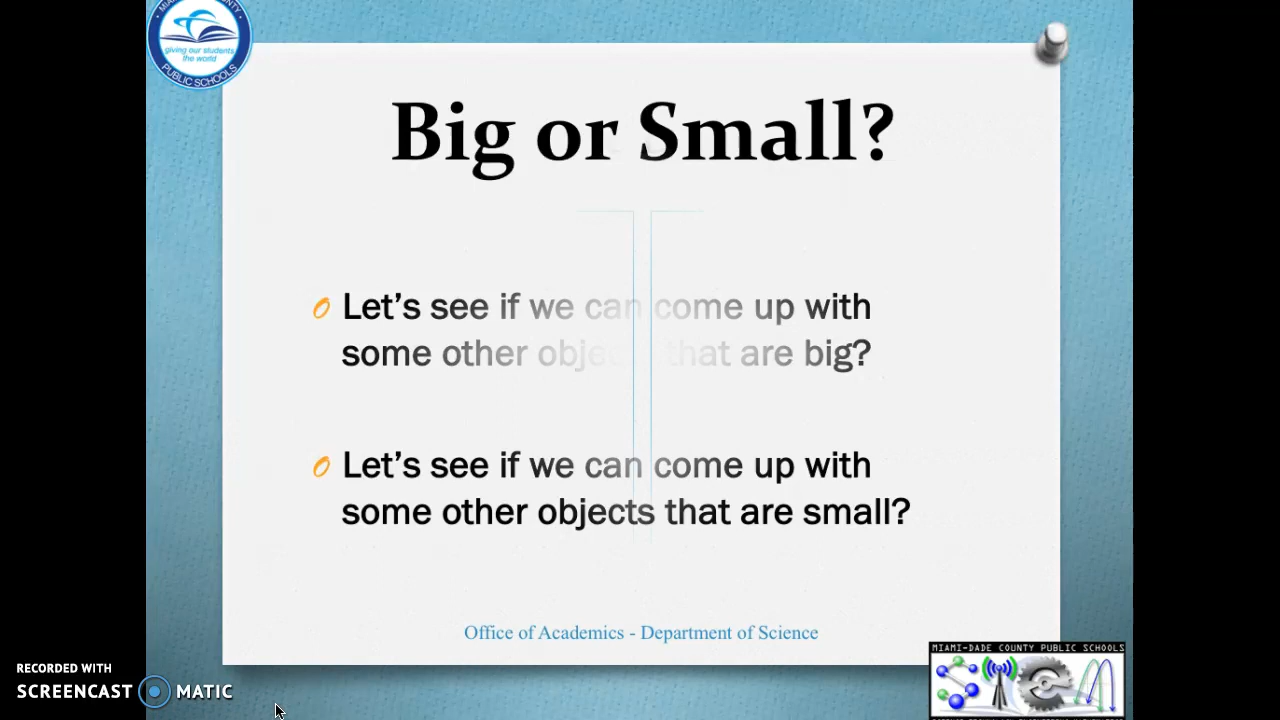 giving our students
the world
PUBLIC SCHOOLS
Big or Small?
Let's see if we can come up with
some other objects that are big?
Let's see if we can come up with
some other objects that are small?
Office of Academics - Department of Science
MIAMI-DADE COUNTY PUBLIC SCHOOLS
RECORDED WITH
SCREENCAST MATIC